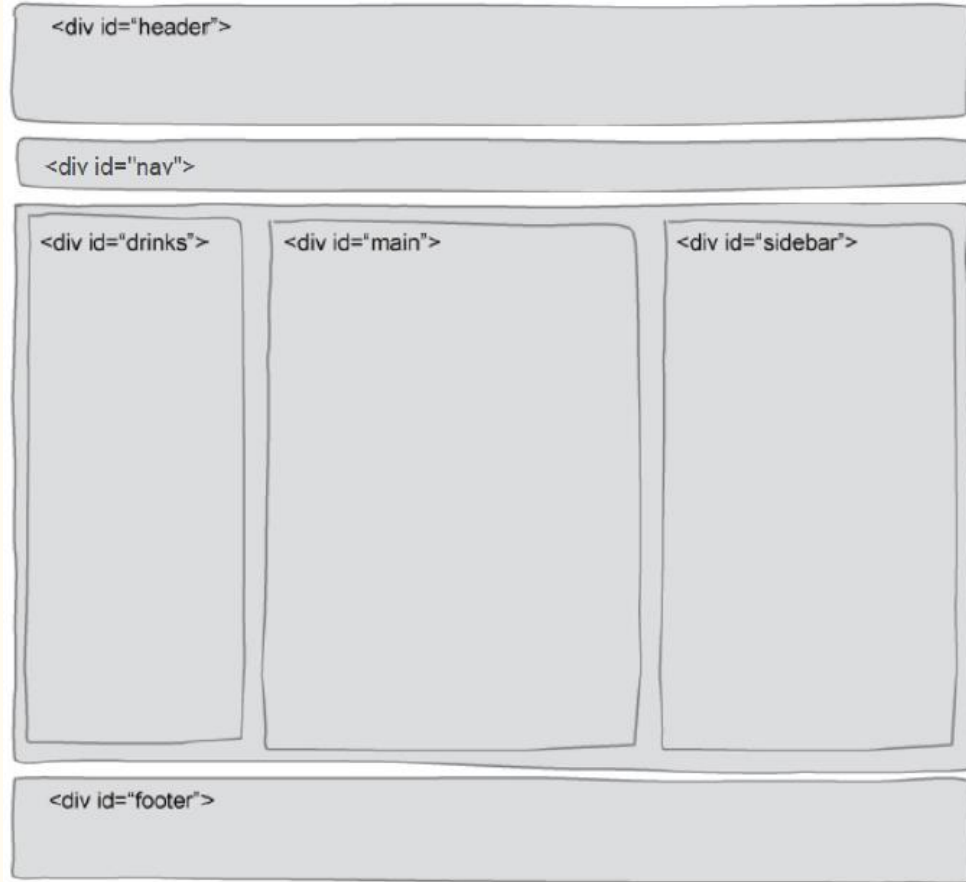 <div id=“header”>
<div id="nav">
<div id=“drinks”>
<div id=“main”>
<div id=“sidebar”>
<div id=“footer”>